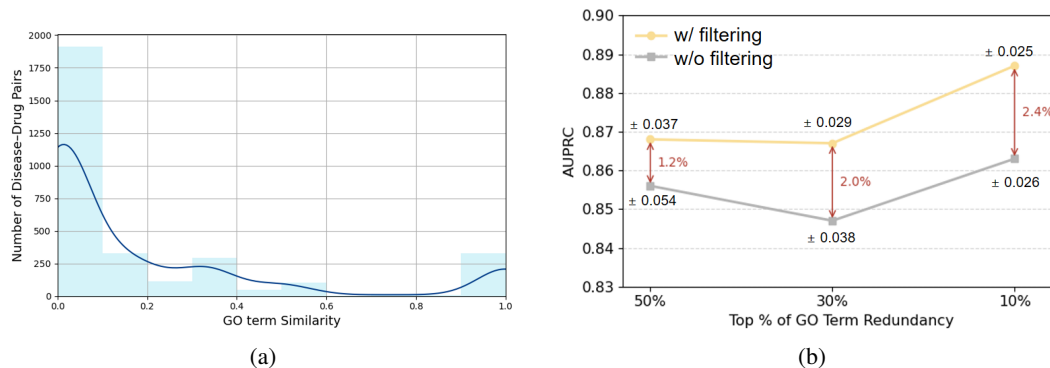 2000
1750
1500
1250
1000
750
500
250
0
Number of Disease–Drug Pairs
0.0 0.2 0.4 0.6 0.8 1.0
GO term Similarity
(a)
0.90
0.89
0.88
0.87
0.86
0.85
0.84
0.83
AUPRC
w/ filtering
w/o filtering
± 0.037
± 0.029
± 0.025
1.2%
2.0%
2.4%
± 0.054
± 0.038
± 0.026
50% 30% 10%
Top % of GO Term Redundancy
(b)